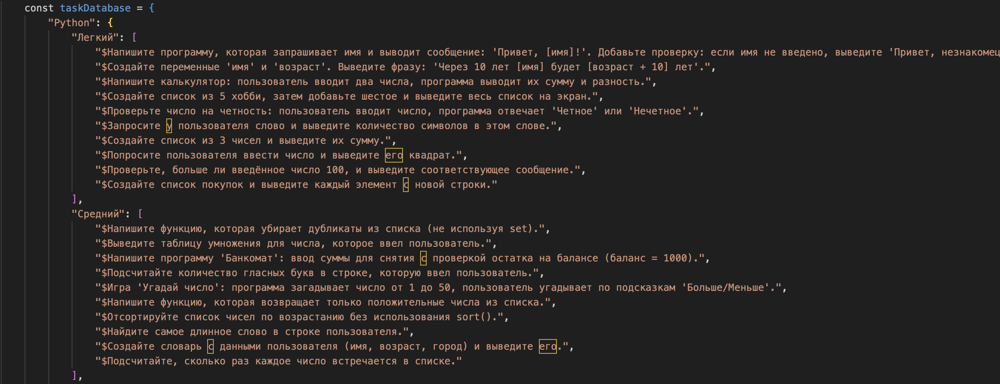 const taskDatabase = {
"Python": {
"Легкий": [
"$Напишите программу, которая запрашивает имя и выводит сообщение: 'Привет, [имя]!'. Добавьте проверку: если имя не введено, выведите 'Привет, незнакомец
"$Создайте переменные 'имя' и 'возраст'. Выведите фразу: 'Через 10 лет [имя] будет [возраст + 10] лет'.",
"$Напишите калькулятор: пользователь вводит два числа, программа выводит их сумму и разность.",
"$Создайте список из 5 хобби, затем добавьте шестое и выведите весь список на экран.",
"$Проверьте число на четность: пользователь вводит число, программа отвечает 'Четное' или 'Нечетное'.",
"$Запросите у пользователя слово и выведите количество символов в этом слове.",
"$Создайте список из 3 чисел и выведите их сумму.",
"$Попросите пользователя ввести число и выведите его квадрат.",
"$Проверьте, больше ли введённое число 100, и выведите соответствующее сообщение.",
"$Создайте список покупок и выведите каждый элемент с новой строки."
],
"Средний": [
"$Напишите функцию, которая убирает дубликаты из списка (не используя set).",
"$Выведите таблицу умножения для числа, которое ввел пользователь.",
"$Напишите программу 'Банкомат': ввод суммы для снятия с проверкой остатка на балансе (баланс = 1000).",
"$Подсчитайте количество гласных букв в строке, которую ввел пользователь.",
"$Игра 'Угадай число': программа загадывает число от 1 до 50, пользователь угадывает по подсказкам 'Больше/Меньше'.",
"$Напишите функцию, которая возвращает только положительные числа из списка.",
"$Отсортируйте список чисел по возрастанию без использования sort().",
"$Найдите самое длинное слово в строке пользователя.",
"$Создайте словарь с данными пользователя (имя, возраст, город) и выведите его.",
"$Подсчитайте, сколько раз каждое число встречается в списке."
],